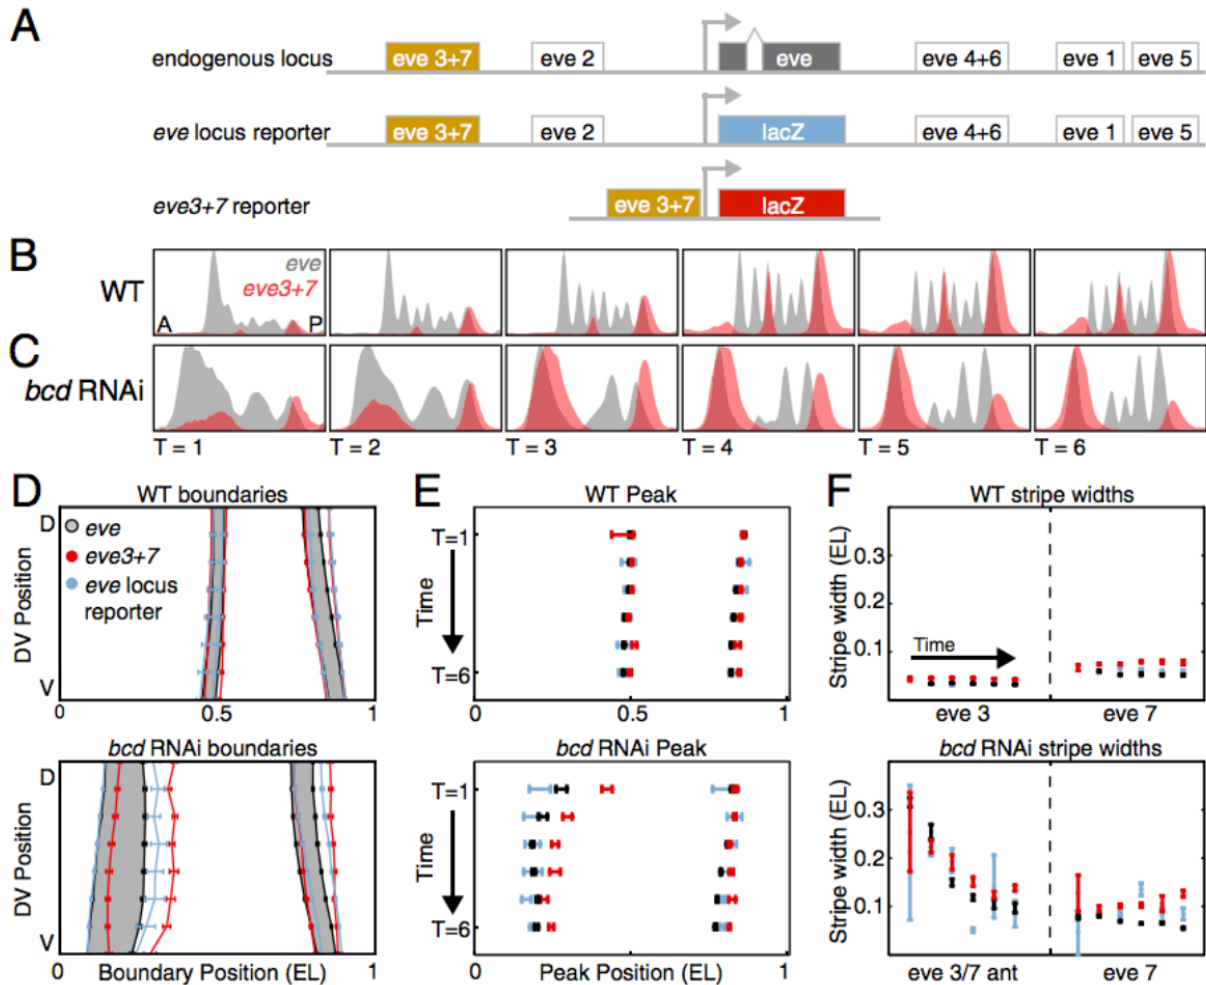 A
endogenous locus
eve 3+7
eve 2
eve
eve 4+6
eve 1
eve 5
eve locus reporter
eve 3+7
eve 2
lacZ
eve 4+6
eve 1
eve 5
eve3+7 reporter
eve 3+7
lacZ
B
WT
eve
eve3+7
A
P
C
bcd RNAi
T = 1
T = 2
T = 3
T = 4
T = 5
T = 6
D
WT boundaries
D
eve
eve3+7
eve locus
reporter
DV Position
V
0
0.5
1
bcd RNAi boundaries
D
DV Position
V
0
Boundary Position (EL)
1
E
WT Peak
T=1
Time
T=6
0
0.5
1
bcd RNAi Peak
T=1
Time
T=6
0
Peak Position (EL)
1
F
WT stripe widths
Stripe width (EL)
0.3
0.2
0.1
Time
eve 3
eve 7
bcd RNAi stripe widths
Stripe width (EL)
0.3
0.2
0.1
eve 3/7 ant
eve 7